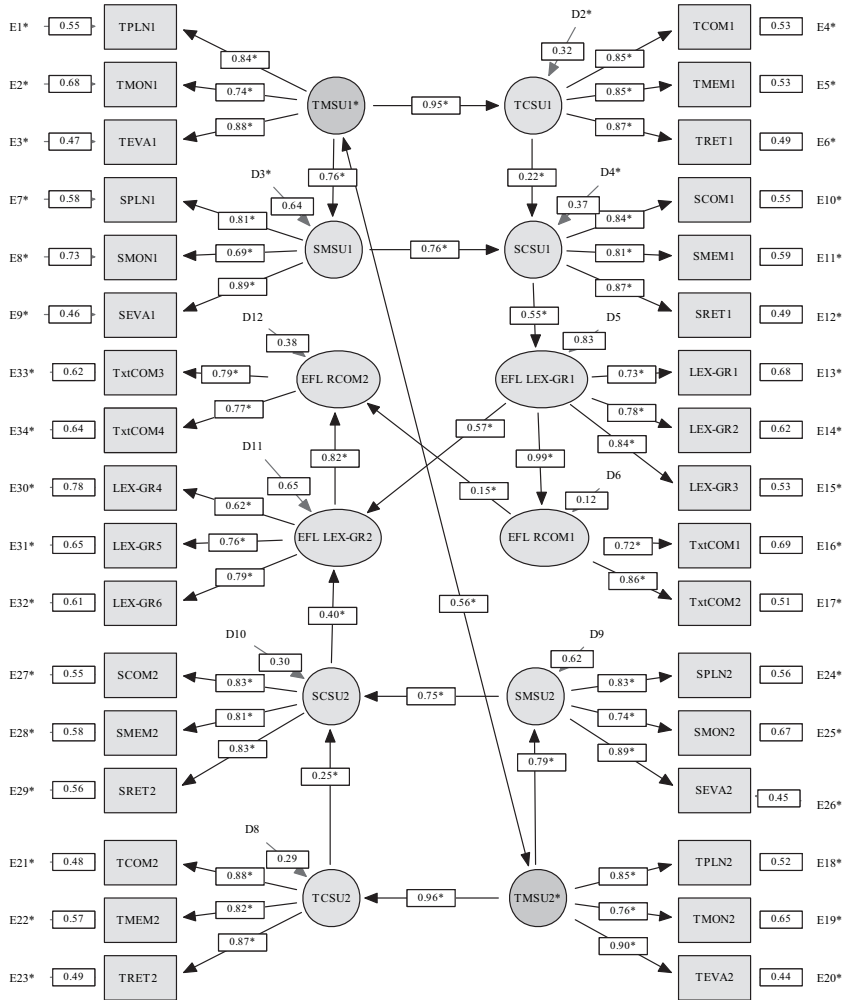 D2*
E1* 0.55 TPLN1 TCOM1 0.53 E4*
0.84* 0.32 0.85*
E2* 0.68 TMON1 0.74* TMSU1* 0.95* TCSU1 0.85* TMEM1 0.53 E5*
0.88* 0.87*
E3* 0.47 TEVA1 TRET1 0.49 E6*
D3* 0.76* 0.22* D4*
E7* 0.58 SPLN1 0.64 0.37 SCOM1 0.55 E10*
0.81* 0.84*
E8* 0.73 SMON1 0.69* SMSU1 0.76* SCSU1 0.81* SMEM1 0.59 E11*
0.89* 0.87*
E9* 0.46 SEVA1 0.55* SRET1 0.49 E12*
D12 D5
0.38 0.83
E33* 0.62 TxtCOM3 0.79* EFL RCOM2 EFL LEX-GR1 0.73* LEX-GR1 0.68 E13*
0.77* 0.78*
E34* 0.64 TxtCOM4 0.57* LEX-GR2 0.62 E14*
0.84*
D11 0.82* 0.99* D6
E30* 0.78 LEX-GR4 0.65 0.15* 0.12 LEX-GR3 0.53 E15*
0.62*
E31* 0.65 LEX-GR5 0.76* EFL LEX-GR2 EFL RCOM1 0.72* TxtCOM1 0.69 E16*
0.79* 0.86*
E32* 0.61 LEX-GR6 0.40* 0.56* TxtCOM2 0.51 E17*
D10 D9
0.30 0.62
E27* 0.55 SCOM2 0.83* 0.83* SPLN2 0.56 E24*
SCSU2 0.75* SMSU2
E28* 0.58 SMEM2 0.81* 0.74* SMON2 0.67 E25*
0.83* 0.89*
E29* 0.56 SRET2 0.25* 0.79* SEVA2 0.45 E26*
D8
E21* 0.48 TCOM2 0.29 TPLN2 0.52 E18*
0.88* 0.85*
E22* 0.57 TMEM2 0.82* TCSU2 0.96* TMSU2* 0.76* TMON2 0.65 E19*
0.87* 0.90*
E23* 0.49 TRET2 TEVA2 0.44 E20*